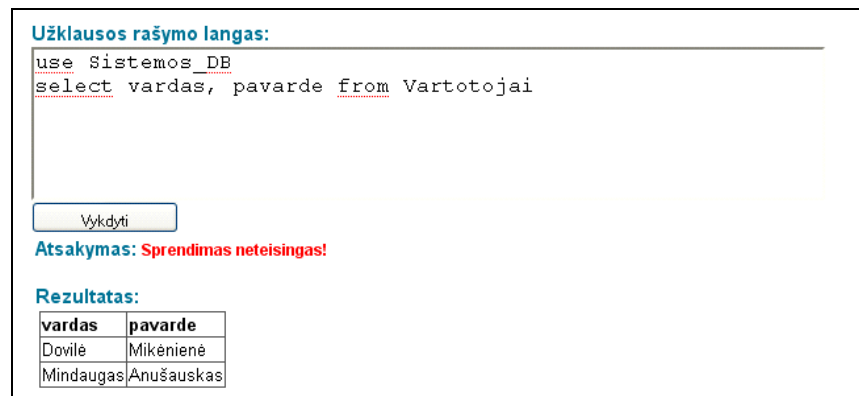 Užklausos rašymo langas:
use Sistemos_DB
select vardas, pavarde from Vartotojai
Vykdyti
Atsakymas: Sprendimas neteisingas!
Rezultatas:
vardas pavarde
Dovilė Mikėnienė
Mindaugas Anušauskas